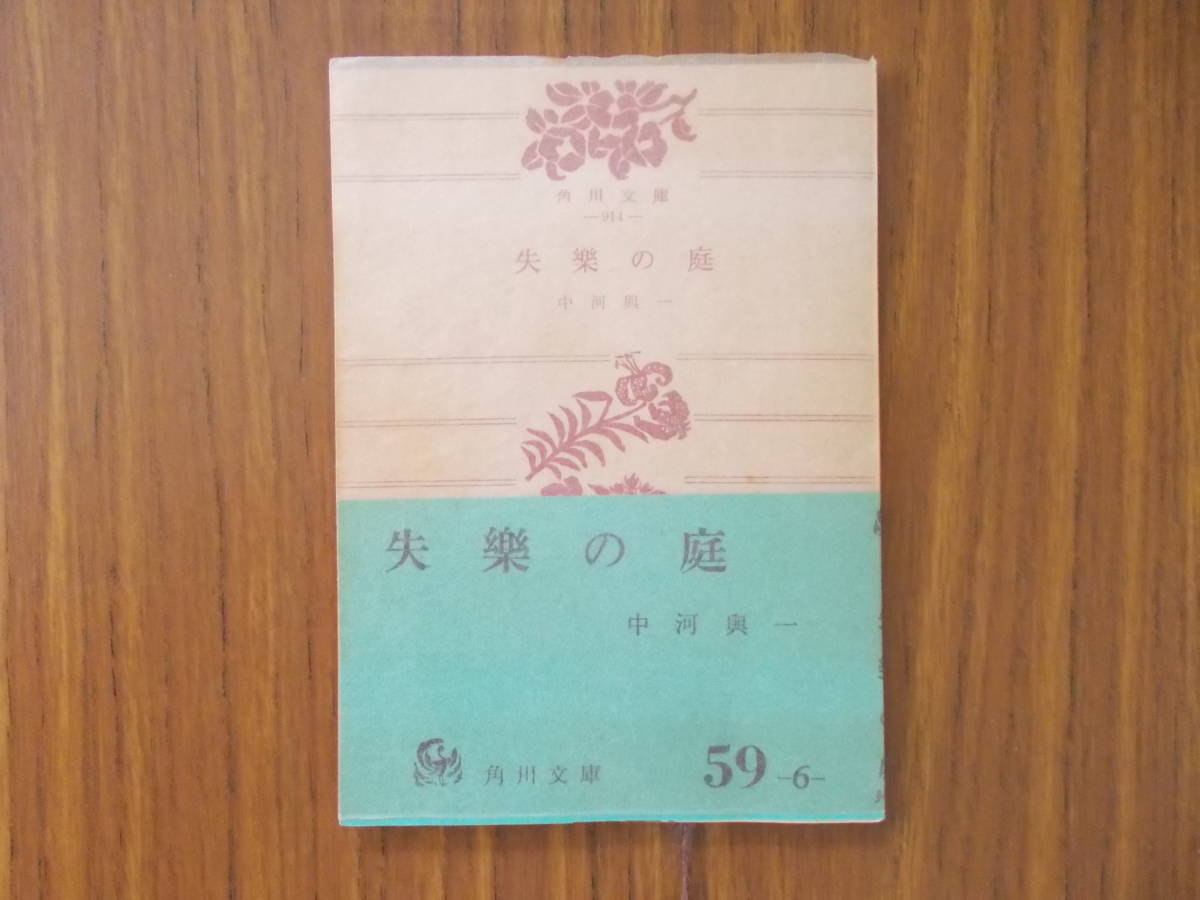 角川文庫
—914—
失樂の庭
中河與一
失樂の庭
中河與一
角川文庫
59 -6-